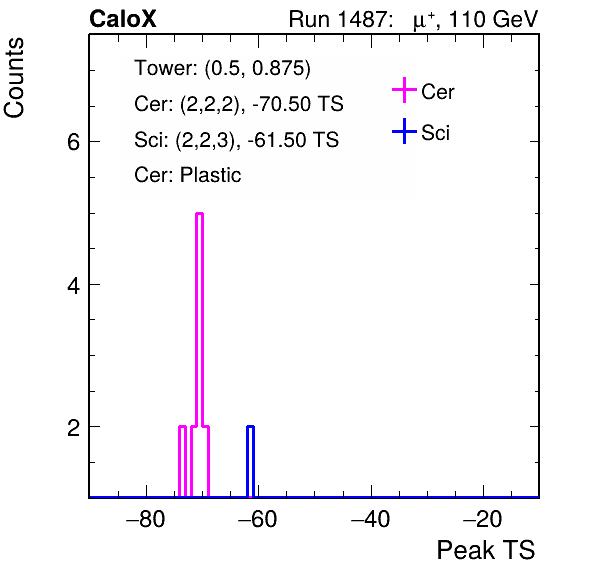 CaloX Run 1487: μ⁺, 110 GeV
Counts
Tower: (0.5, 0.875)
Cer: (2,2,2), -70.50 TS
Sci: (2,2,3), -61.50 TS
Cer: Plastic
Cer
Sci
6
4
2
−80 −60 −40 −20
Peak TS